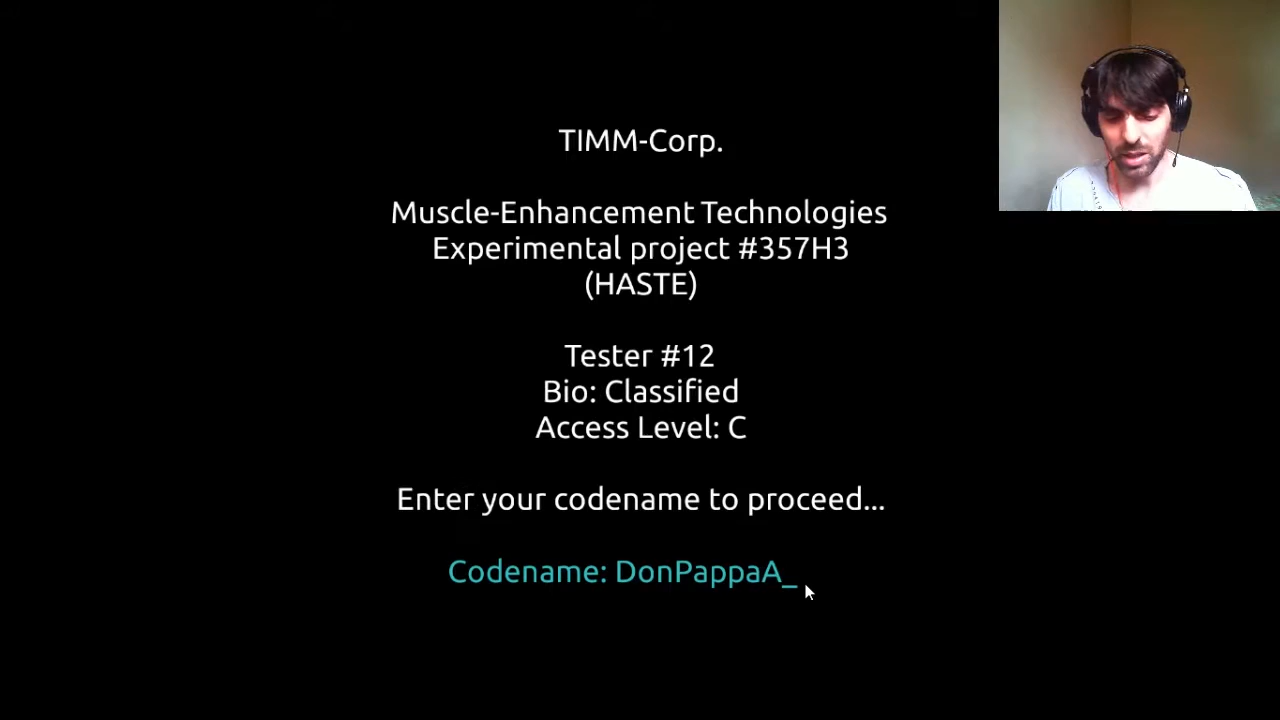 TIMM-Corp.
Muscle-Enhancement Technologies
Experimental project #357H3
(HASTE)
Tester #12
Bio: Classified
Access Level: C
Enter your codename to proceed...
Codename: DonPappaA_